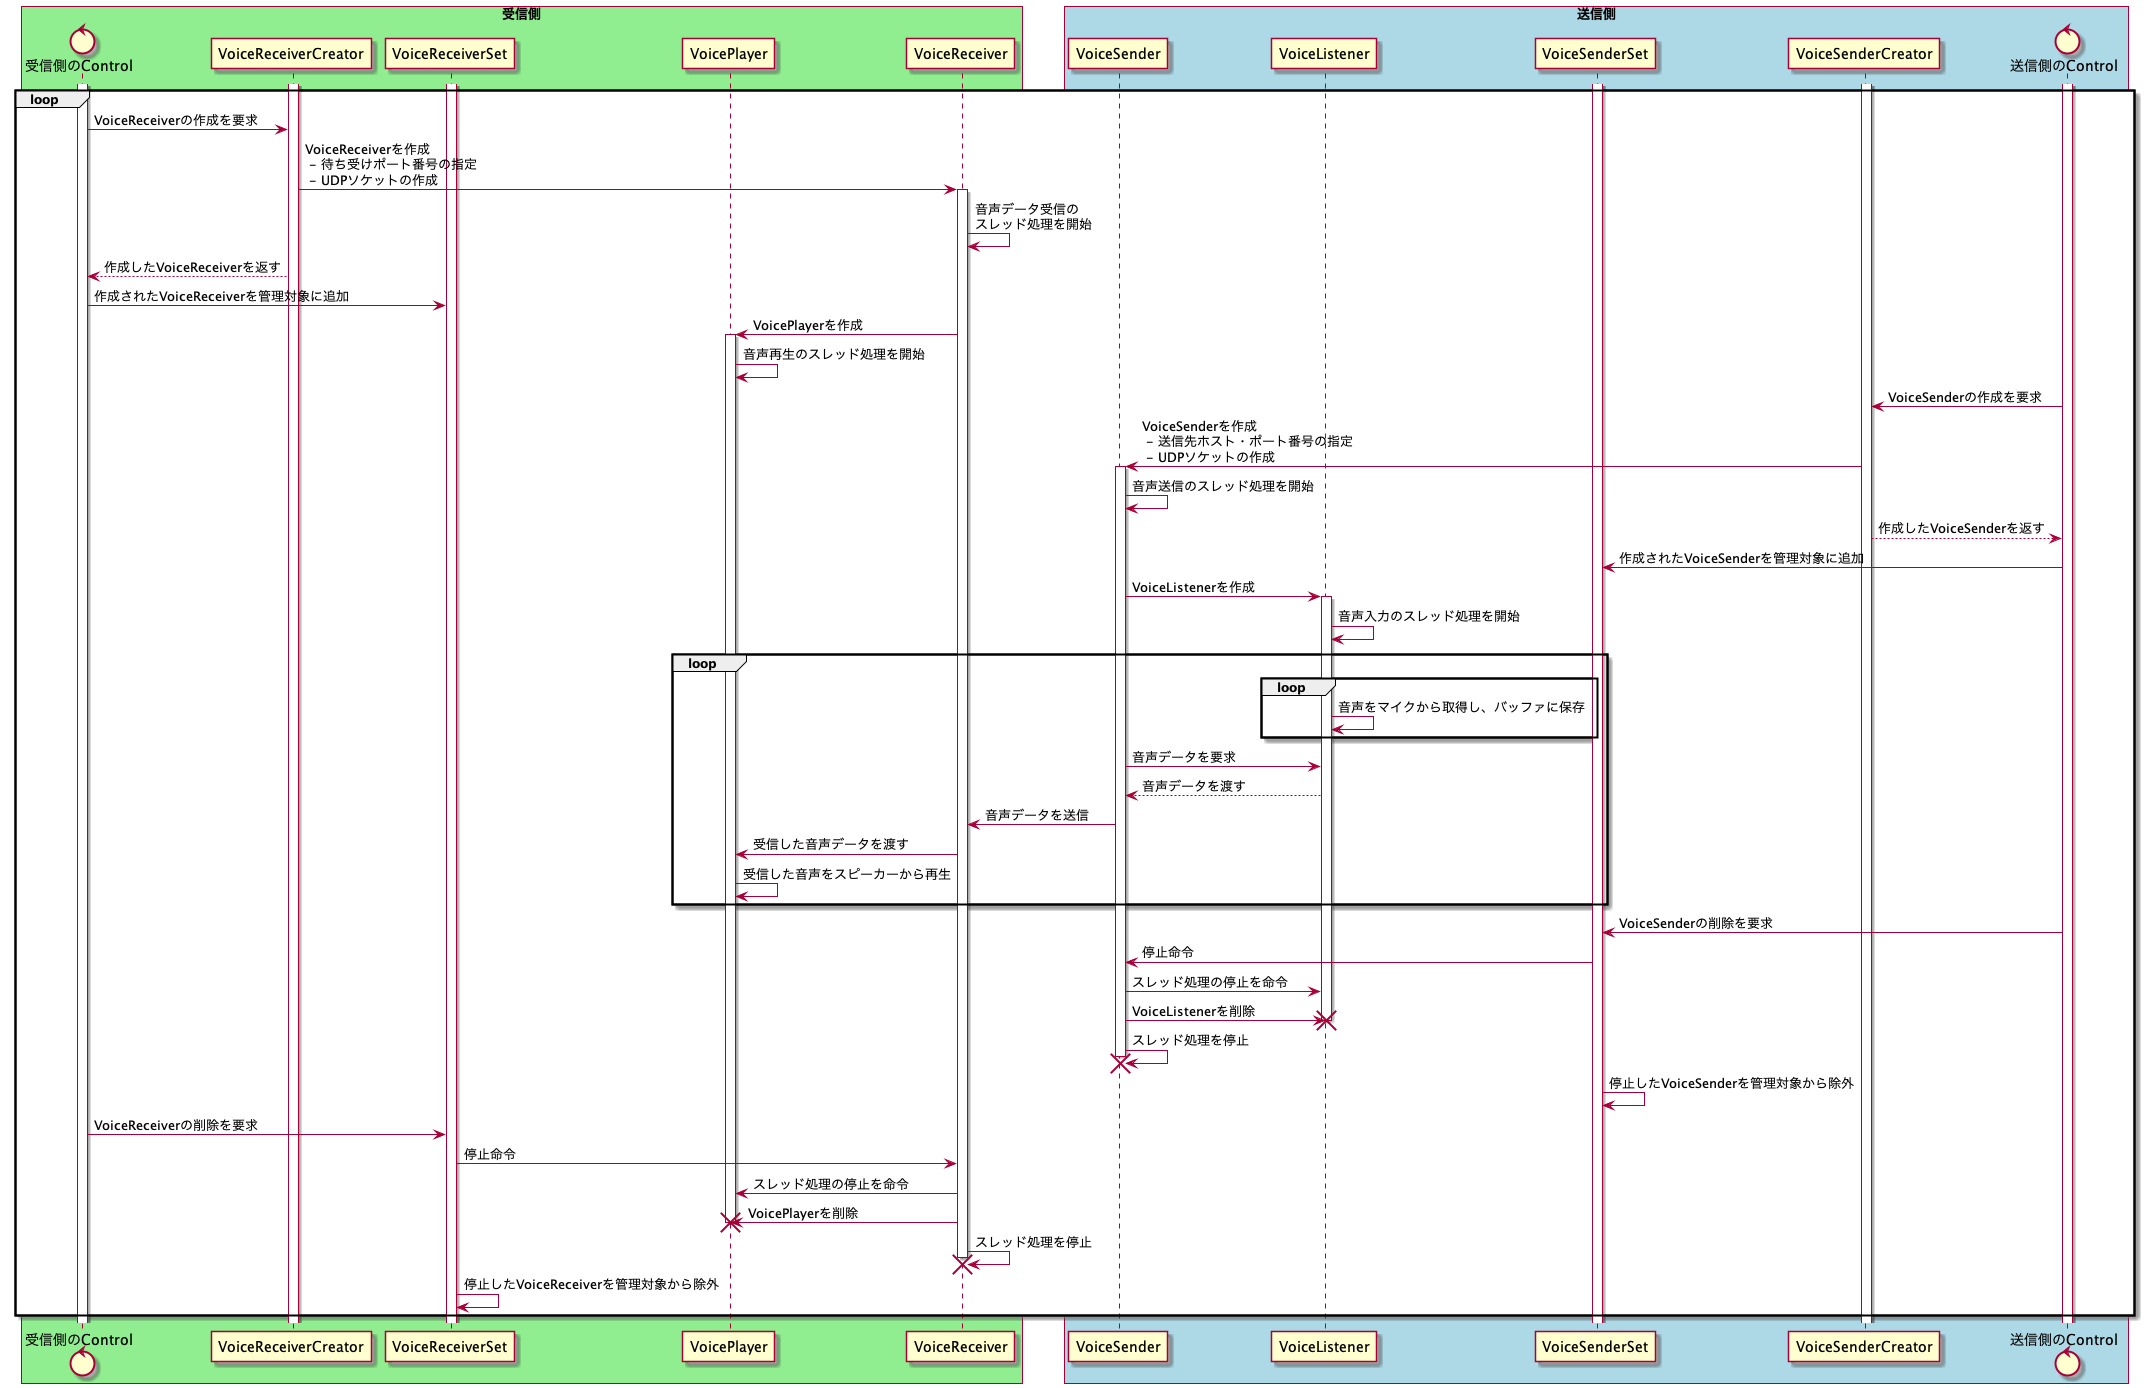 受信側
送信側
受信側のControl
VoiceReceiverCreator
VoiceReceiverSet
VoicePlayer
VoiceReceiver
VoiceSender
VoiceListener
VoiceSenderSet
VoiceSenderCreator
送信側のControl
loop
VoiceReceiverの作成を要求
VoiceReceiverを作成
- 待ち受けポート番号の指定
- UDPソケットの作成
音声データ受信の
スレッド処理を開始
作成したVoiceReceiverを返す
作成されたVoiceReceiverを管理対象に追加
VoicePlayerを作成
音声再生のスレッド処理を開始
VoiceSenderの作成を要求
VoiceSenderを作成
- 送信先ホスト・ポート番号の指定
- UDPソケットの作成
音声送信のスレッド処理を開始
作成したVoiceSenderを返す
作成されたVoiceSenderを管理対象に追加
VoiceListenerを作成
音声入力のスレッド処理を開始
loop
loop
音声をマイクから取得し、バッファに保存
音声データを要求
音声データを渡す
音声データを送信
受信した音声データを渡す
受信した音声をスピーカーから再生
VoiceSenderの削除を要求
停止命令
スレッド処理の停止を命令
VoiceListenerを削除
スレッド処理を停止
停止したVoiceSenderを管理対象から除外
VoiceReceiverの削除を要求
停止命令
スレッド処理の停止を命令
VoicePlayerを削除
スレッド処理を停止
停止したVoiceReceiverを管理対象から除外
受信側のControl
VoiceReceiverCreator
VoiceReceiverSet
VoicePlayer
VoiceReceiver
VoiceSender
VoiceListener
VoiceSenderSet
VoiceSenderCreator
送信側のControl